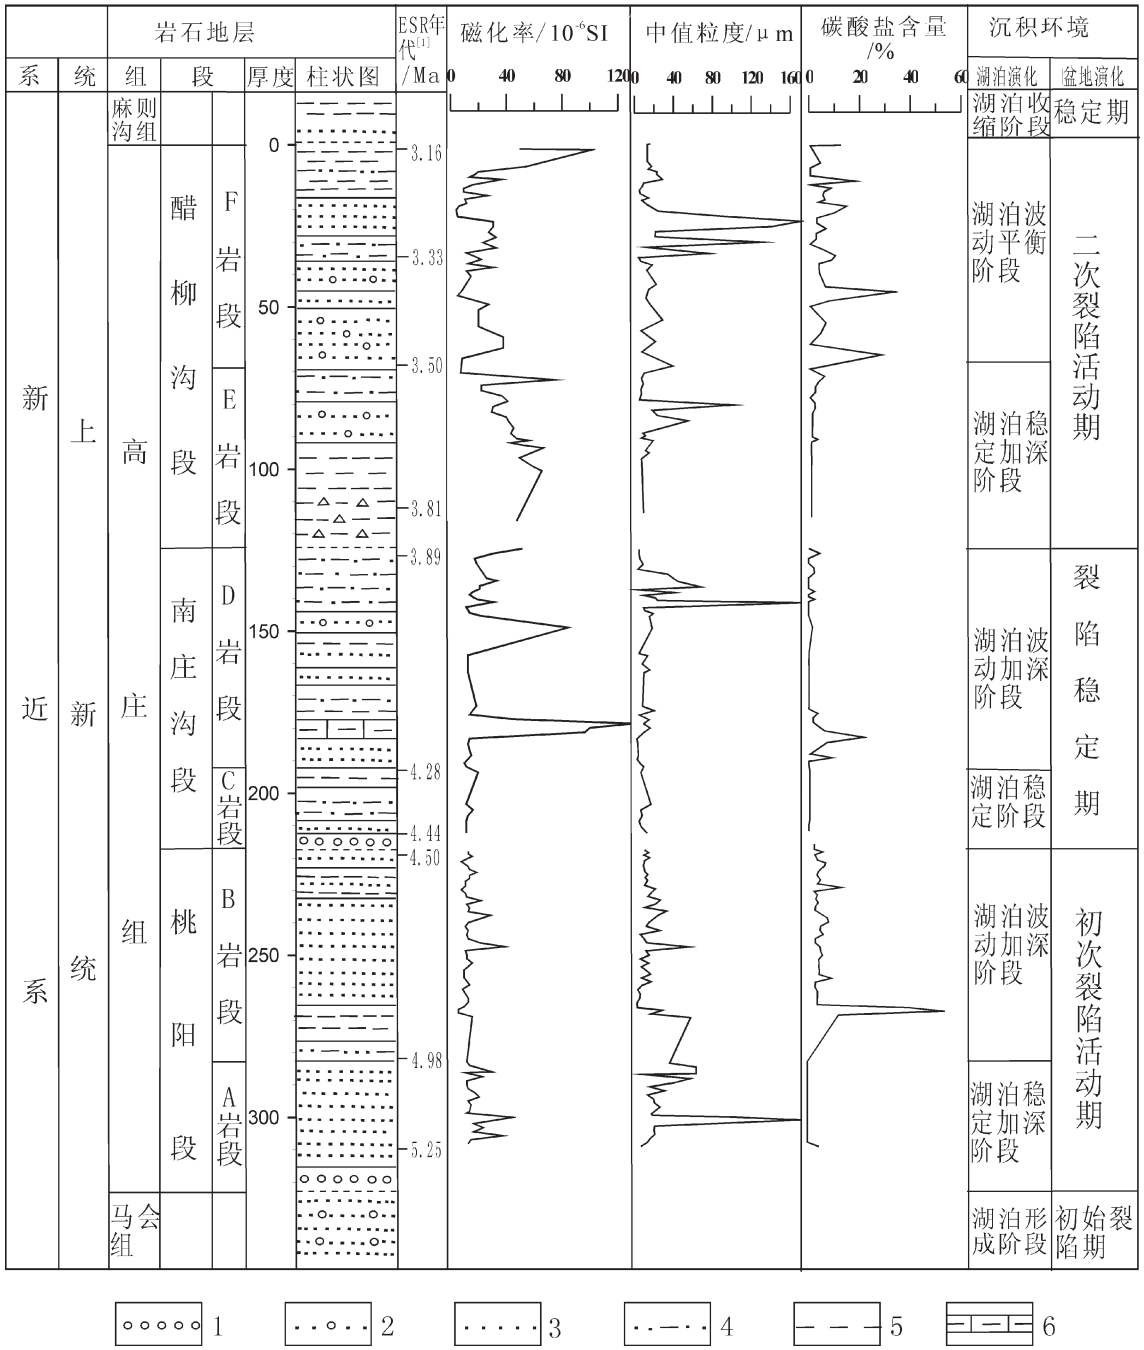 岩石地层
ESR年代[1]/Ma
磁化率/10⁻⁶SI
中值粒度/μm
碳酸盐含量/%
沉积环境
系
统
组
段
厚度
柱状图
0 40 80 120
0 40 80 120 160
0 20 40 60
湖泊演化
盆地演化
新近系
上新统
麻则沟组
高庄组
马会组
醋柳沟段
南庄沟段
桃阳段
F岩段
E岩段
D岩段
C岩段
B岩段
A岩段
0
50
100
150
200
250
300
3.16
3.33
3.50
3.81
3.89
4.28
4.44
4.50
4.98
5.25
湖泊收缩阶段
湖泊波动平衡阶段
湖泊稳定加深阶段
湖泊波动加深阶段
湖泊稳定阶段
湖泊波动加深阶段
湖泊稳定加深阶段
湖泊形成阶段
稳定期
二次裂陷活动期
裂陷稳定期
初次裂陷活动期
初始裂陷期
1 2 3 4 5 6